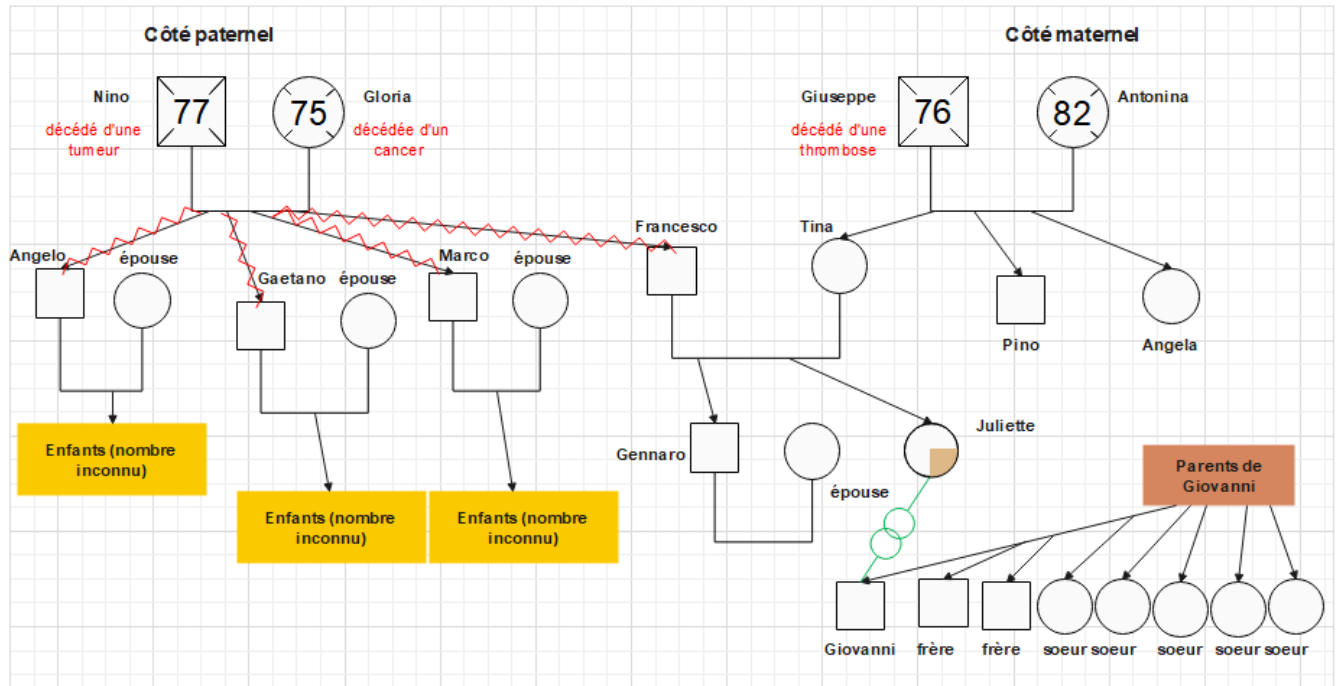 Côté paternel
Côté maternel
Nino
77
75
Gloria
décédé d'une
tumeur
décédée d'un
cancer
Giuseppe
76
82
Antonina
décédé d'une
thrombose
Francesco
Tina
Angelo
épouse
Gaetano
épouse
Marco
épouse
Pino
Angela
Enfants (nombre
inconnu)
Enfants (nombre
inconnu)
Enfants (nombre
inconnu)
Gennaro
épouse
Juliette
Parents de
Giovanni
Giovanni
frère
frère
soeur
soeur
soeur
soeur
soeur